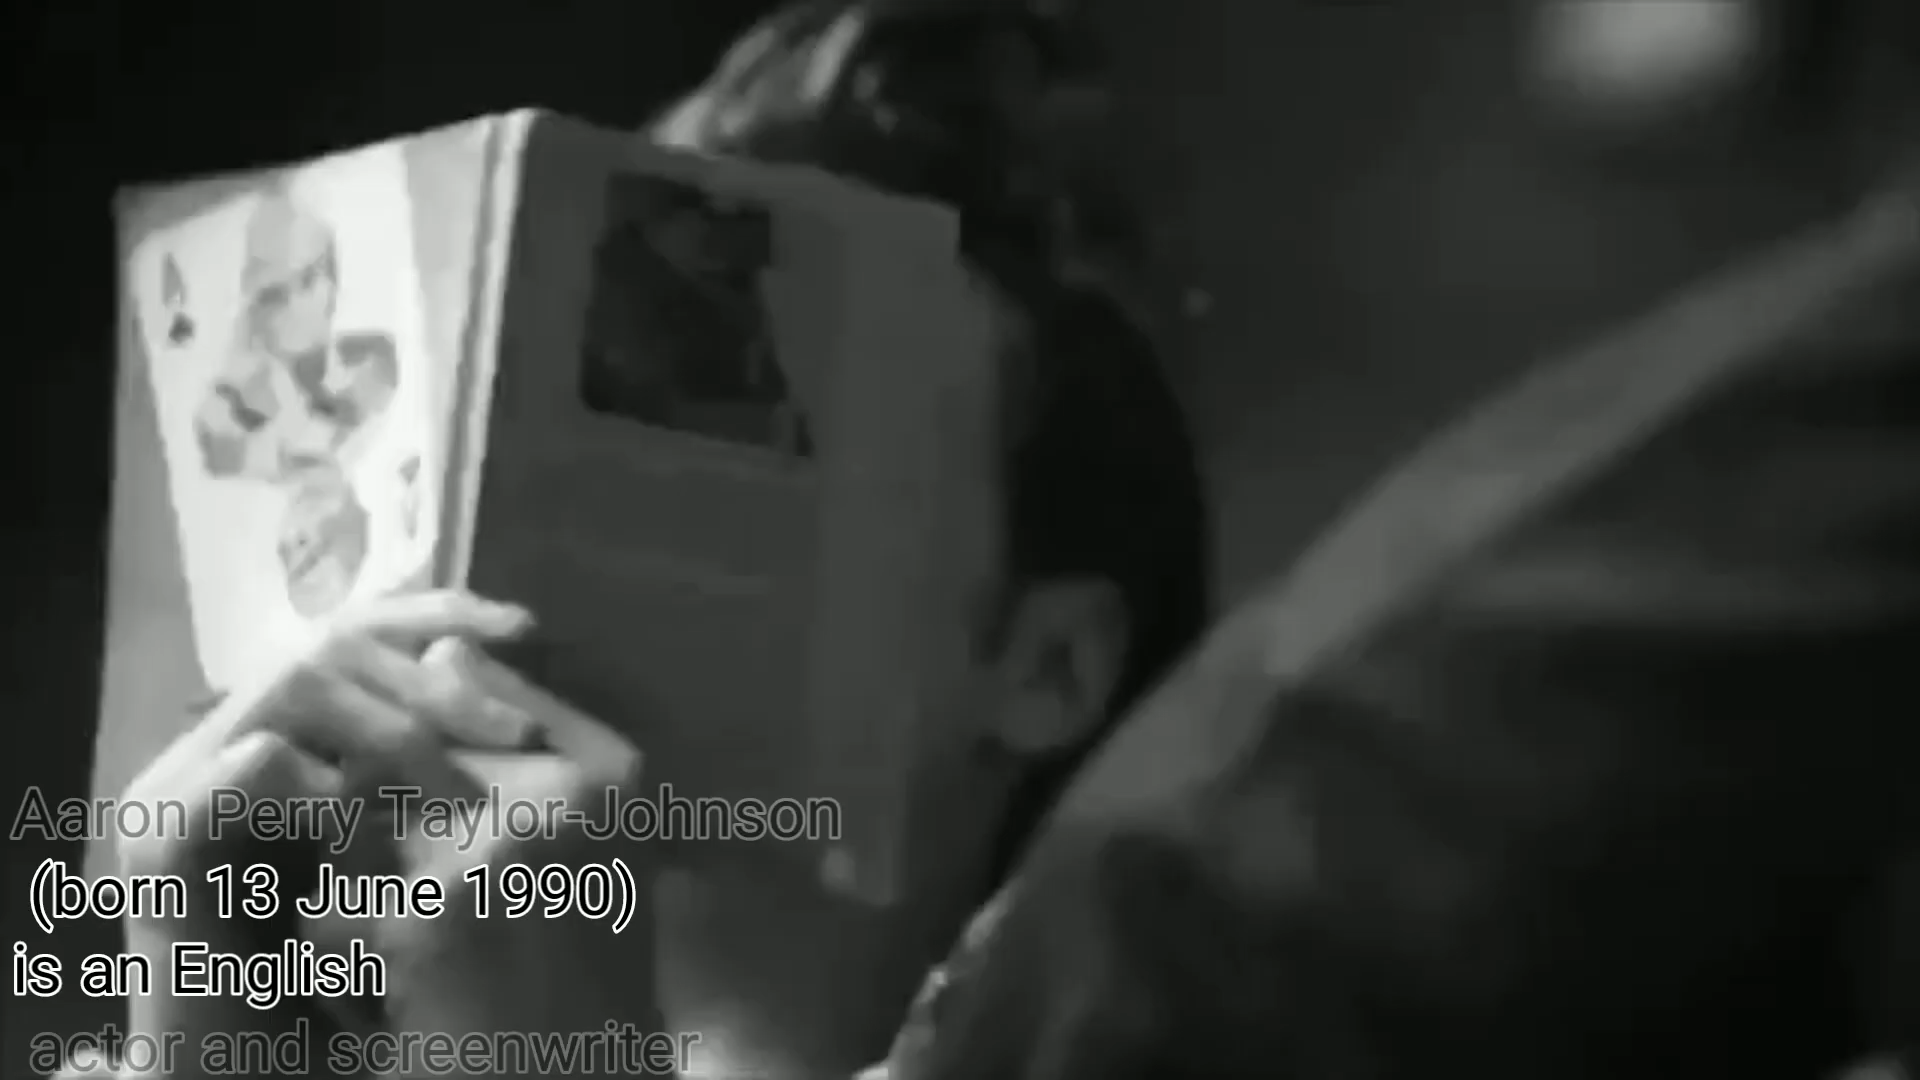 Aaron Perry Taylor-Johnson
(born 13 June 1990)
is an English
actor and screenwriter